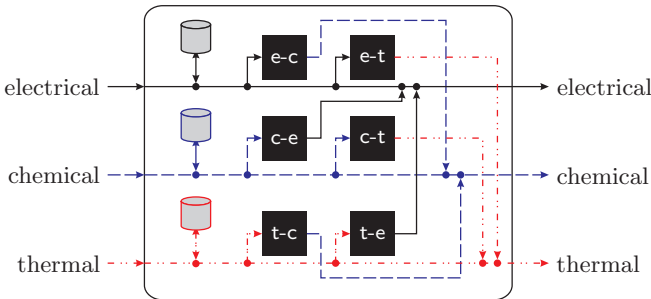 e-c e-t
electrical electrical
c-e c-t
chemical chemical
t-c t-e
thermal thermal